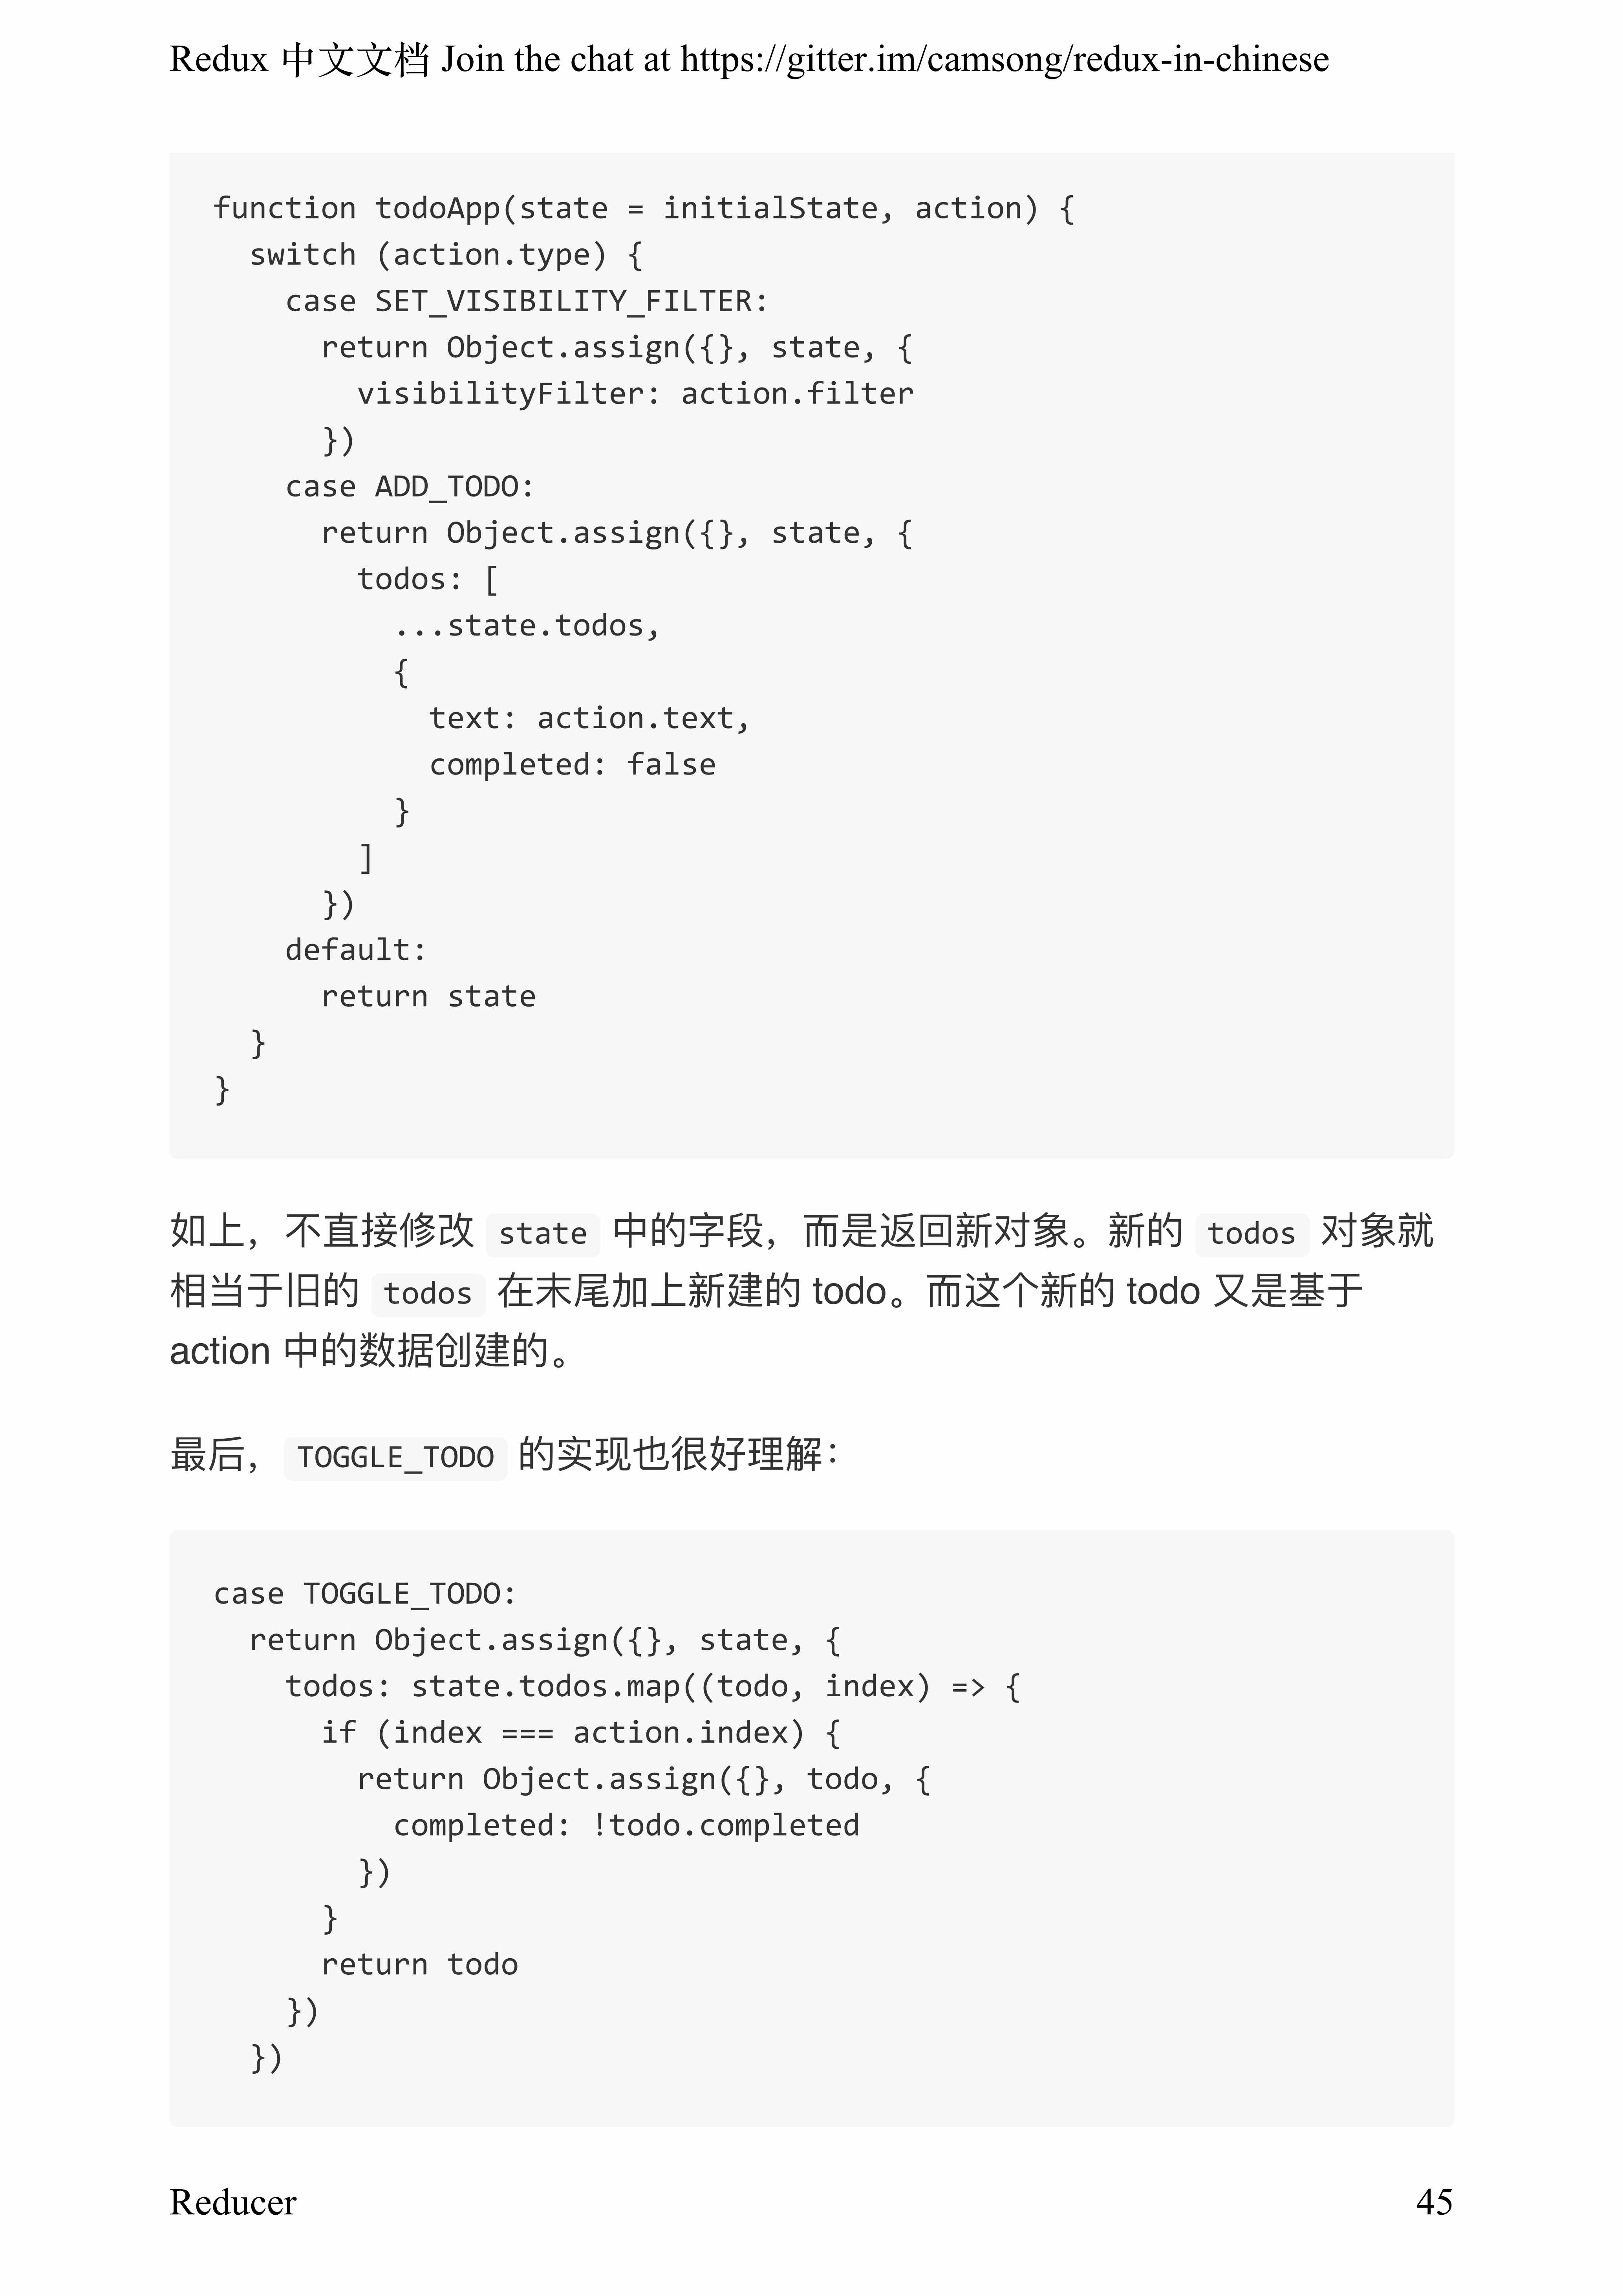 Redux 中文文档 Join the chat at https://gitter.im/camsong/redux-in-chinese
function todoApp(state = initialState, action) {
  switch (action.type) {
    case SET_VISIBILITY_FILTER:
      return Object.assign({}, state, {
        visibilityFilter: action.filter
      })
    case ADD_TODO:
      return Object.assign({}, state, {
        todos: [
          ...state.todos,
          {
            text: action.text,
            completed: false
          }
        ]
      })
    default:
      return state
  }
}
如上，不直接修改 state 中的字段，而是返回新对象。新的 todos 对象就
相当于旧的 todos 在末尾加上新建的 todo。而这个新的 todo 又是基于
action 中的数据创建的。
最后，TOGGLE_TODO 的实现也很好理解：
case TOGGLE_TODO:
  return Object.assign({}, state, {
    todos: state.todos.map((todo, index) => {
      if (index === action.index) {
        return Object.assign({}, todo, {
          completed: !todo.completed
        })
      }
      return todo
    })
  })
Reducer 45